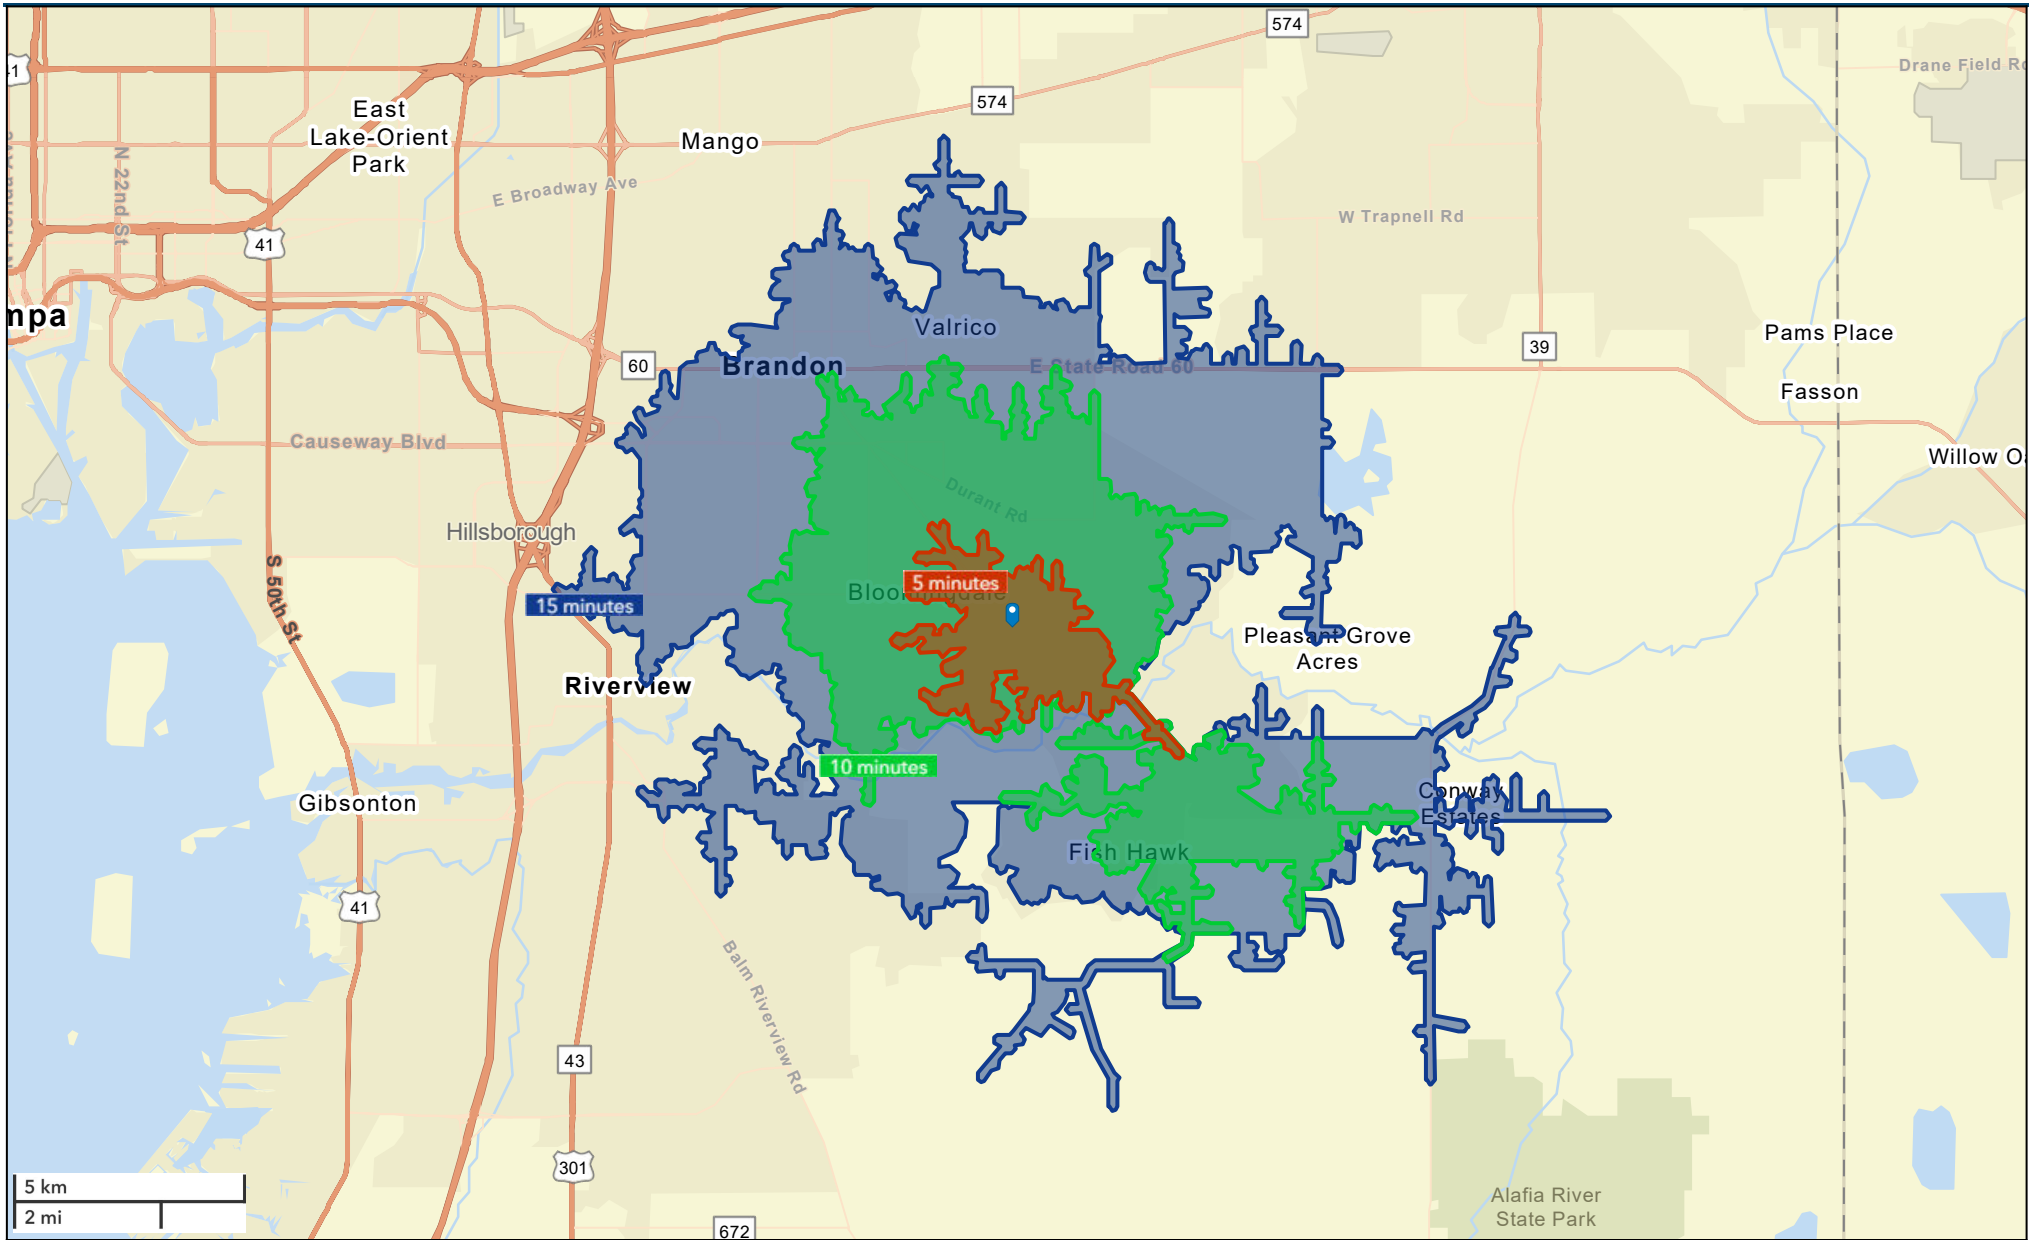 574
41
Drane Field Rd
574
East
Lake-Orient
Park
Mango
N 22nd St
E Broadway Ave
W Trapnell Rd
41
mpa
Valrico
Pams Place
39
60
Brandon
E State Road 60
Fasson
Causeway Blvd
Willow O
Durant Rd
Hillsborough
5 minutes
Bloomingdale
15 minutes
S 50th St
Pleasant Grove
Acres
Riverview
10 minutes
Gibsonton
Conway
Estates
Fish Hawk
41
Balm Riverview Rd
43
301
5 km
2 mi
Alafia River
State Park
672